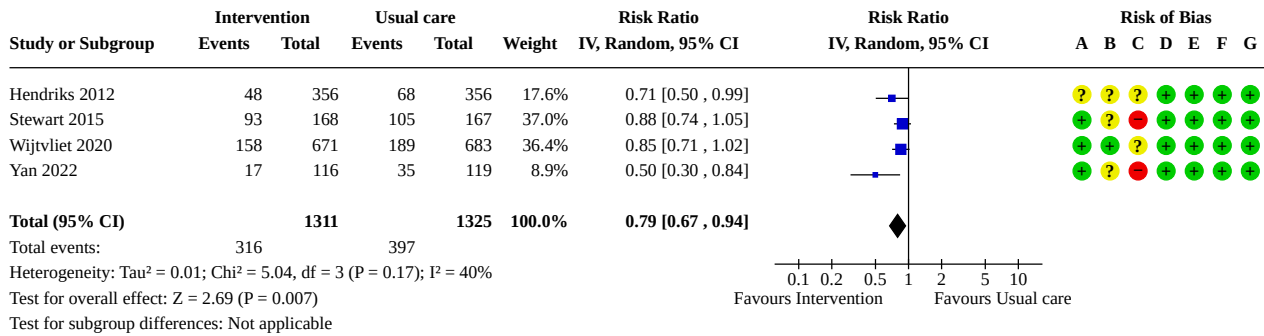 Intervention Usual care Risk Ratio Risk Ratio Risk of Bias
Study or Subgroup Events Total Events Total Weight IV, Random, 95% CI IV, Random, 95% CI A B C D E F G
Hendriks 2012 48 356 68 356 17.6% 0.71 [0.50 , 0.99] ? ? ? + + + +
Stewart 2015 93 168 105 167 37.0% 0.88 [0.74 , 1.05] + ? − + + + +
Wijtvliet 2020 158 671 189 683 36.4% 0.85 [0.71 , 1.02] + + ? + + + +
Yan 2022 17 116 35 119 8.9% 0.50 [0.30 , 0.84] + ? − + + + +
Total (95% CI) 1311 1325 100.0% 0.79 [0.67 , 0.94]
Total events: 316 397
Heterogeneity: Tau² = 0.01; Chi² = 5.04, df = 3 (P = 0.17); I² = 40%
0.1 0.2 0.5 1 2 5 10
Test for overall effect: Z = 2.69 (P = 0.007)
Favours Intervention Favours Usual care
Test for subgroup differences: Not applicable